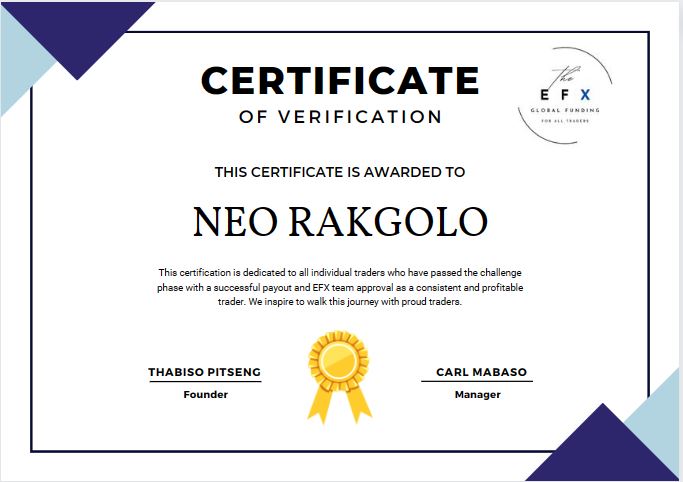 CERTIFICATE
OF VERIFICATION
the
EFX
GLOBAL FUNDING
FOR ALL TRADERS
THIS CERTIFICATE IS AWARDED TO
NEO RAKGOLO
This certification is dedicated to all individual traders who have passed the challenge
phase with a successful payout and EFX team approval as a consistent and profitable
trader. We inspire to walk this journey with proud traders.
THABISO PITSENG
Founder
CARL MABASO
Manager